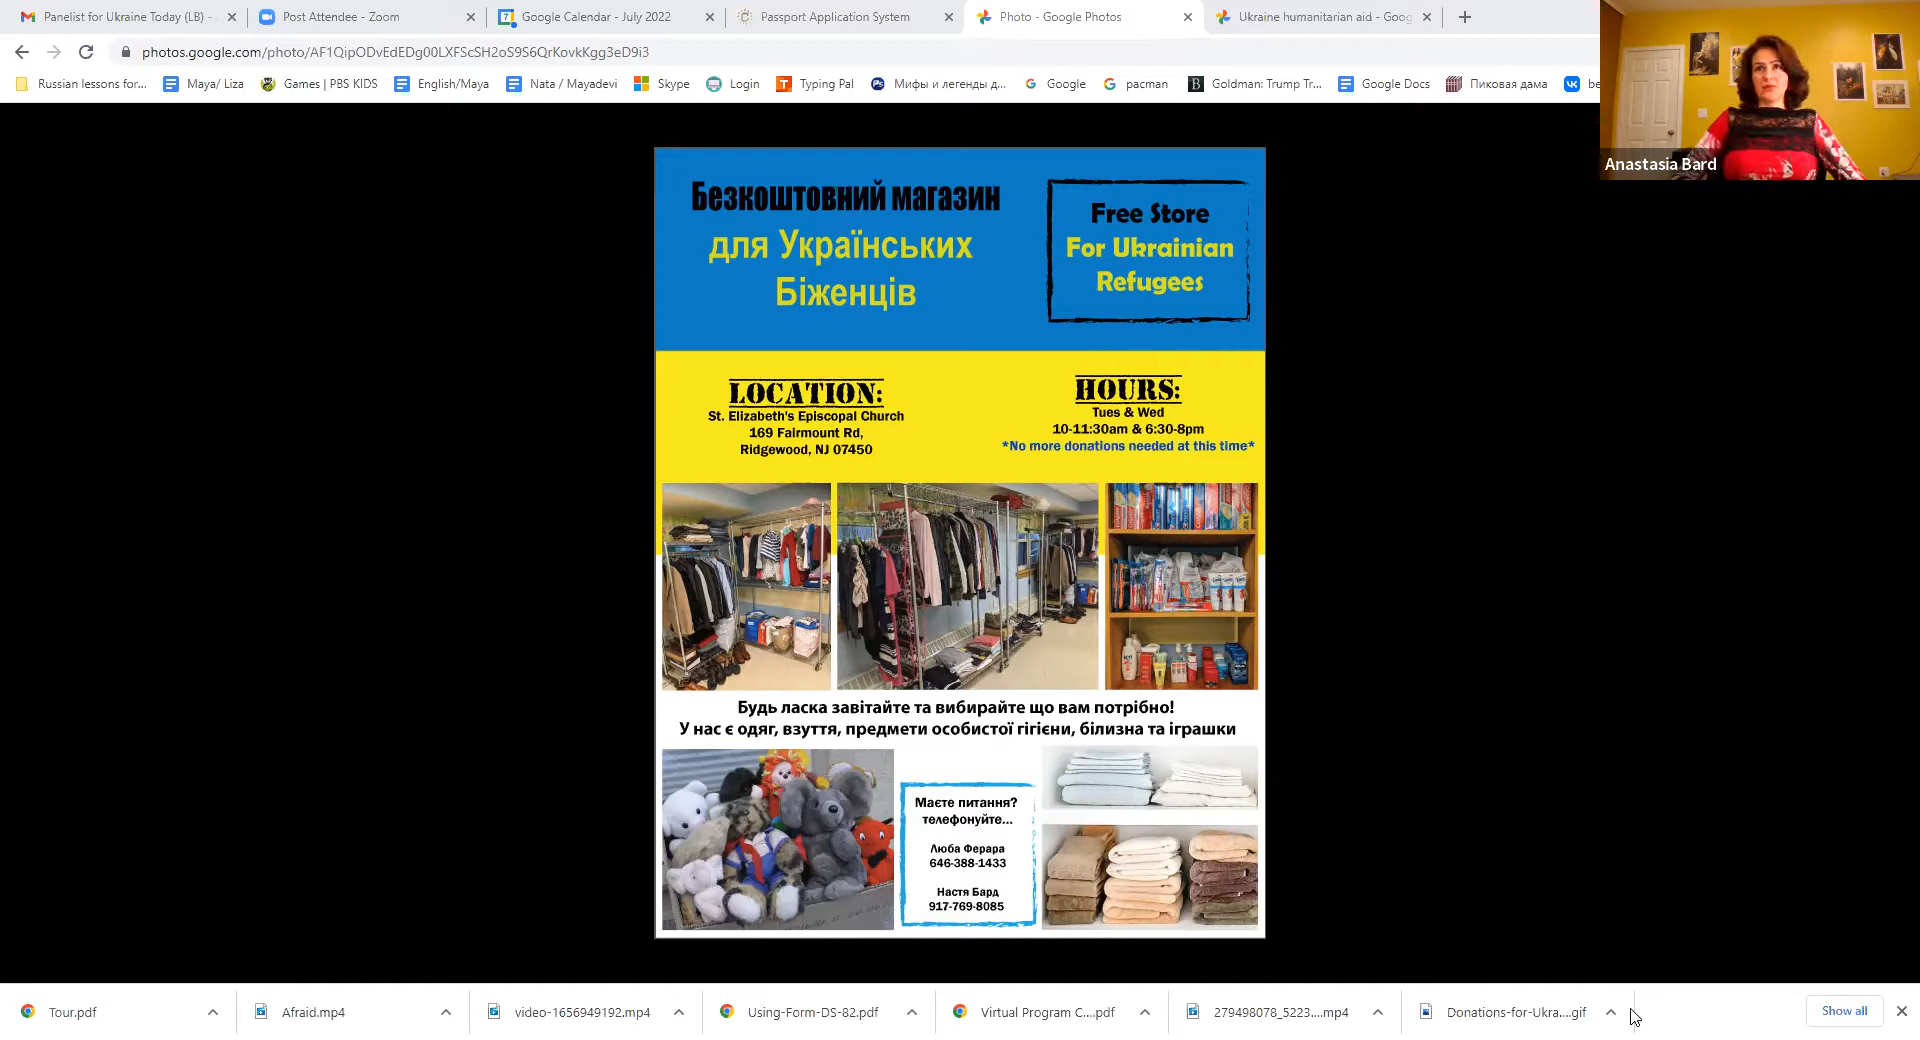 Panelist for Ukraine Today (LB) -
Post Attendee - Zoom
Google Calendar - July 2022
Passport Application System
Photo - Google Photos
Ukraine humanitarian aid - Goog
photos.google.com/photo/AF1QipODvEdEDg00LXFScSH2oS9S6QrKovkKgg3eD9i3
Russian lessons for...
Maya/ Liza
Games | PBS KIDS
English/Maya
Nata / Mayadevi
Skype
Login
Typing Pal
Мифы и легенды д...
Google
pacman
Goldman: Trump Tr...
Google Docs
Пиковая дама
be
Anastasia Bard
Безкоштовний магазин
для Українських
Біженців
Free Store
For Ukrainian
Refugees
LOCATION:
St. Elizabeth's Episcopal Church
169 Fairmount Rd,
Ridgewood, NJ 07450
HOURS:
Tues & Wed
10-11:30am & 6:30-8pm
*No more donations needed at this time*
Будь ласка завітайте та вибирайте що вам потрібно!
У нас є одяг, взуття, предмети особистої гігієни, білизна та іграшки
Маєте питання?
телефонуйте...
Люба Ферара
646-388-1433
Настя Бард
917-769-8085
Tour.pdf
Afraid.mp4
video-1656949192.mp4
Using-Form-DS-82.pdf
Virtual Program C....pdf
279498078_5223....mp4
Donations-for-Ukra....gif
Show all